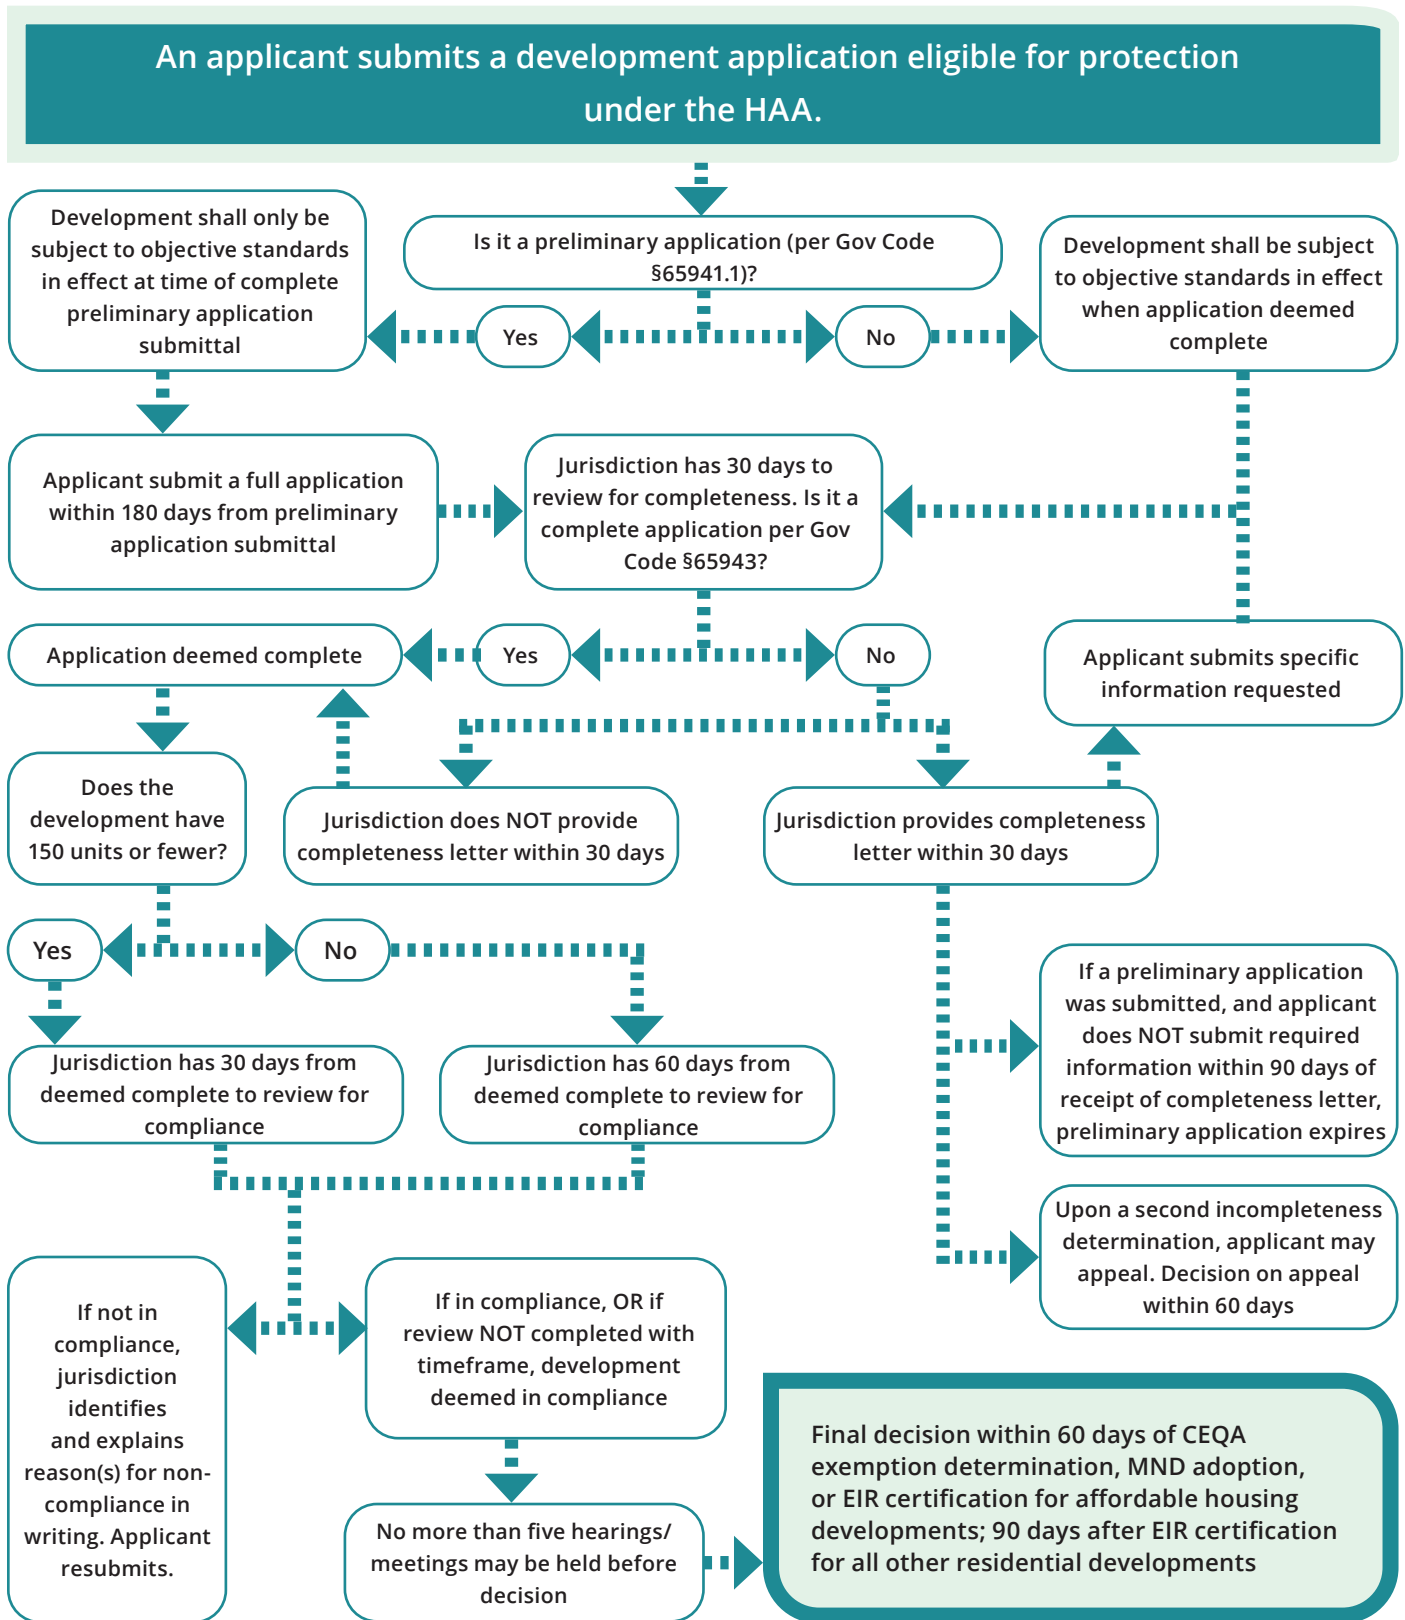 An applicant submits a development application eligible for protection
under the HAA.
Development shall only be
subject to objective standards
in effect at time of complete
preliminary application
submittal
Is it a preliminary application (per Gov Code
§65941.1)?
Yes
No
Development shall be subject
to objective standards in effect
when application deemed
complete
Applicant submit a full application
within 180 days from preliminary
application submittal
Jurisdiction has 30 days to
review for completeness. Is it a
complete application per Gov
Code §65943?
Application deemed complete
Yes
No
Applicant submits specific
information requested
Does the
development have
150 units or fewer?
Jurisdiction does NOT provide
completeness letter within 30 days
Jurisdiction provides completeness
letter within 30 days
Yes
No
If a preliminary application
was submitted, and applicant
does NOT submit required
information within 90 days of
receipt of completeness letter,
preliminary application expires
Jurisdiction has 30 days from
deemed complete to review for
compliance
Jurisdiction has 60 days from
deemed complete to review for
compliance
Upon a second incompleteness
determination, applicant may
appeal. Decision on appeal
within 60 days
If not in
compliance,
jurisdiction
identifies
and explains
reason(s) for non-
compliance in
writing. Applicant
resubmits.
If in compliance, OR if
review NOT completed with
timeframe, development
deemed in compliance
No more than five hearings/
meetings may be held before
decision
Final decision within 60 days of CEQA
exemption determination, MND adoption,
or EIR certification for affordable housing
developments; 90 days after EIR certification
for all other residential developments